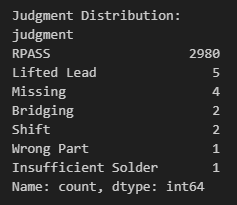 Judgment Distribution:
judgment
RPASS 2980
Lifted Lead 5
Missing 4
Bridging 2
Shift 2
Wrong Part 1
Insufficient Solder 1
Name: count, dtype: int64